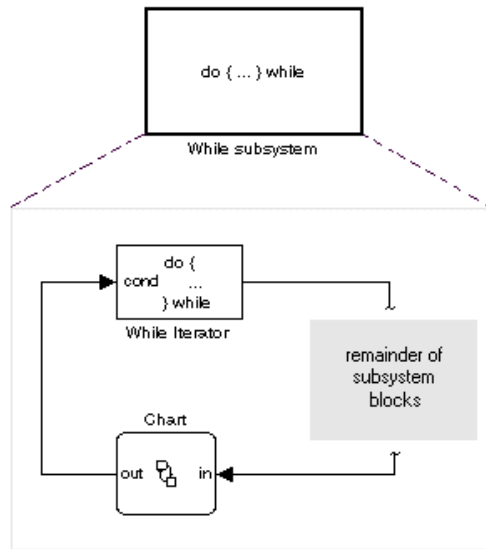 do { ... } while
While subsystem
do {
cond ...
} while
While Iterator
remainder of
subsystem
blocks
Chart
out in